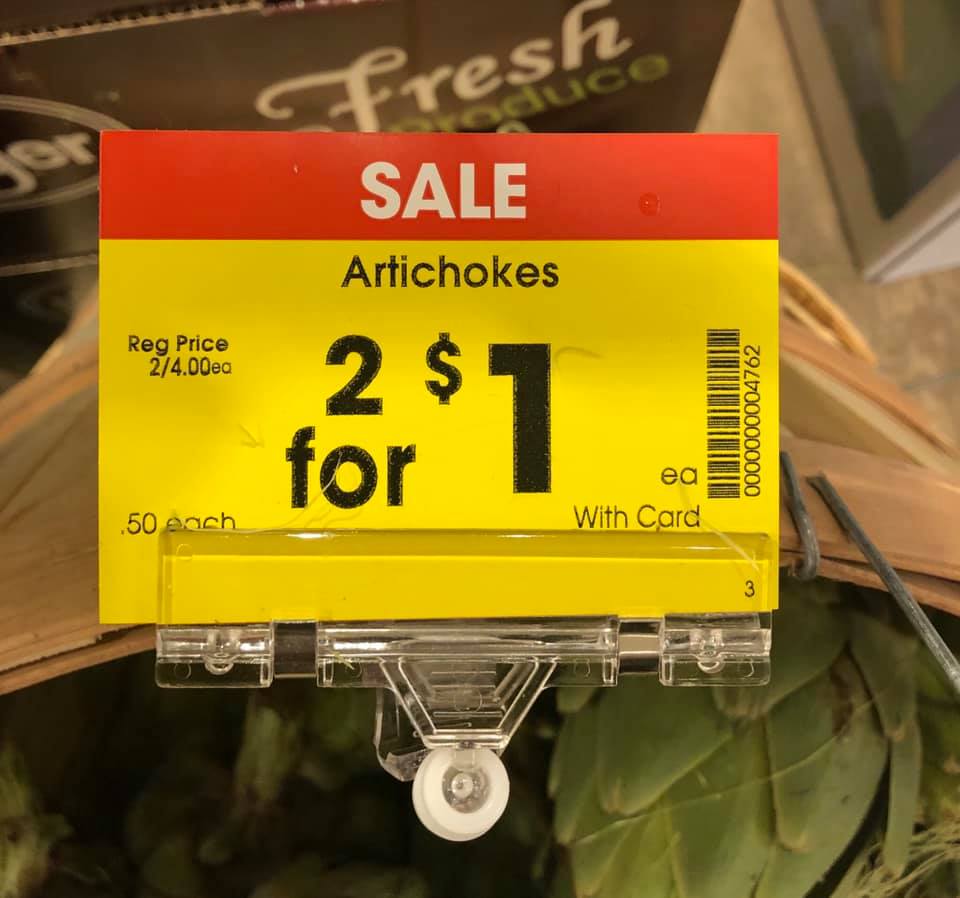 Fresh
produce
SALE
Artichokes
Reg Price
2/4.00ea
2 for $1
ea
.50 each
With Card
0000000004762
3